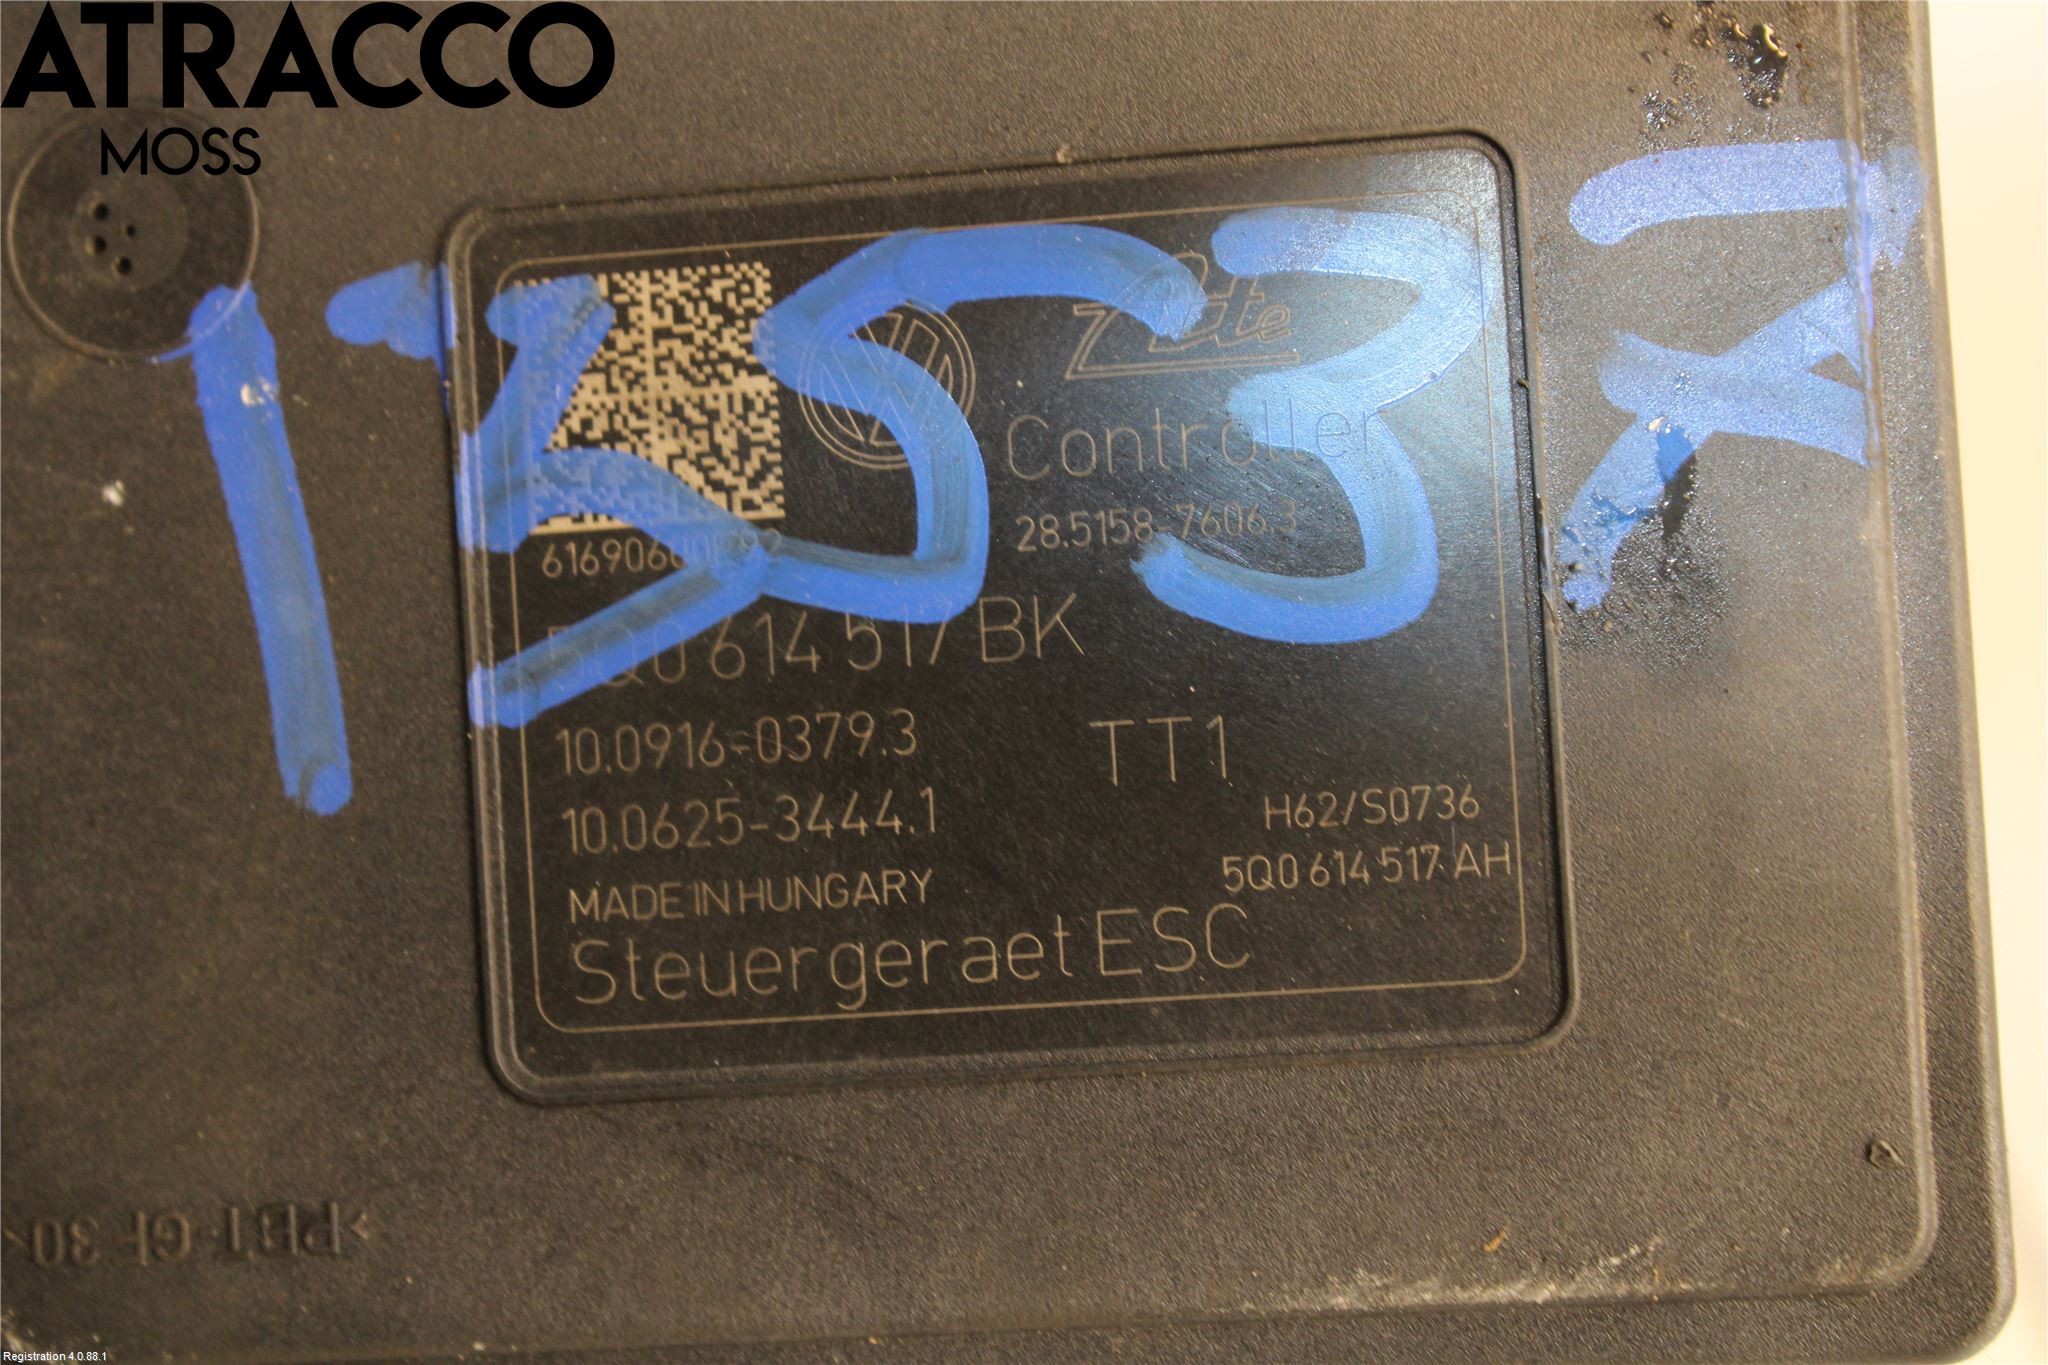 ATRACCO
MOSS
Ate
Controller
28.5158-7606.3
5Q0 614 517 BK
10.0916-0379.3
TT1
10.0625-3444.1
H62/S0736
5Q0 614 517 AH
MADE IN HUNGARY
Steuergeraet ESC
>PBT-GF 30<
Registration 4.0.88.1